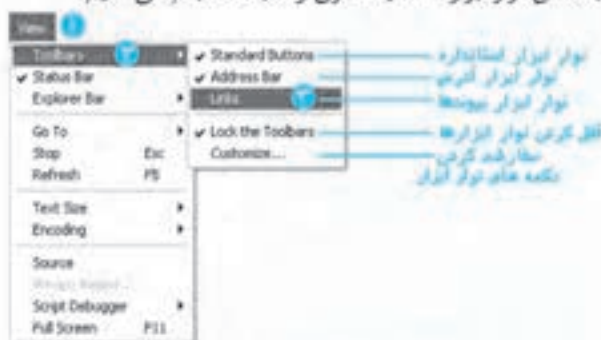 View
Toolbars
✓ Status Bar
Explorer Bar
Go To
Stop Esc
Refresh F5
Text Size
Encoding
Source
Script Debugger
Full Screen F11
✓ Standard Buttons
✓ Address Bar
Links
✓ Lock the Toolbars
Customize...
نوار ابزار استاندارد
نوار ابزار آدرس
نوار ابزار پیوندها
قفل کردن نوار ابزارها
سفارشی کردن
دکمه های نوار ابزار